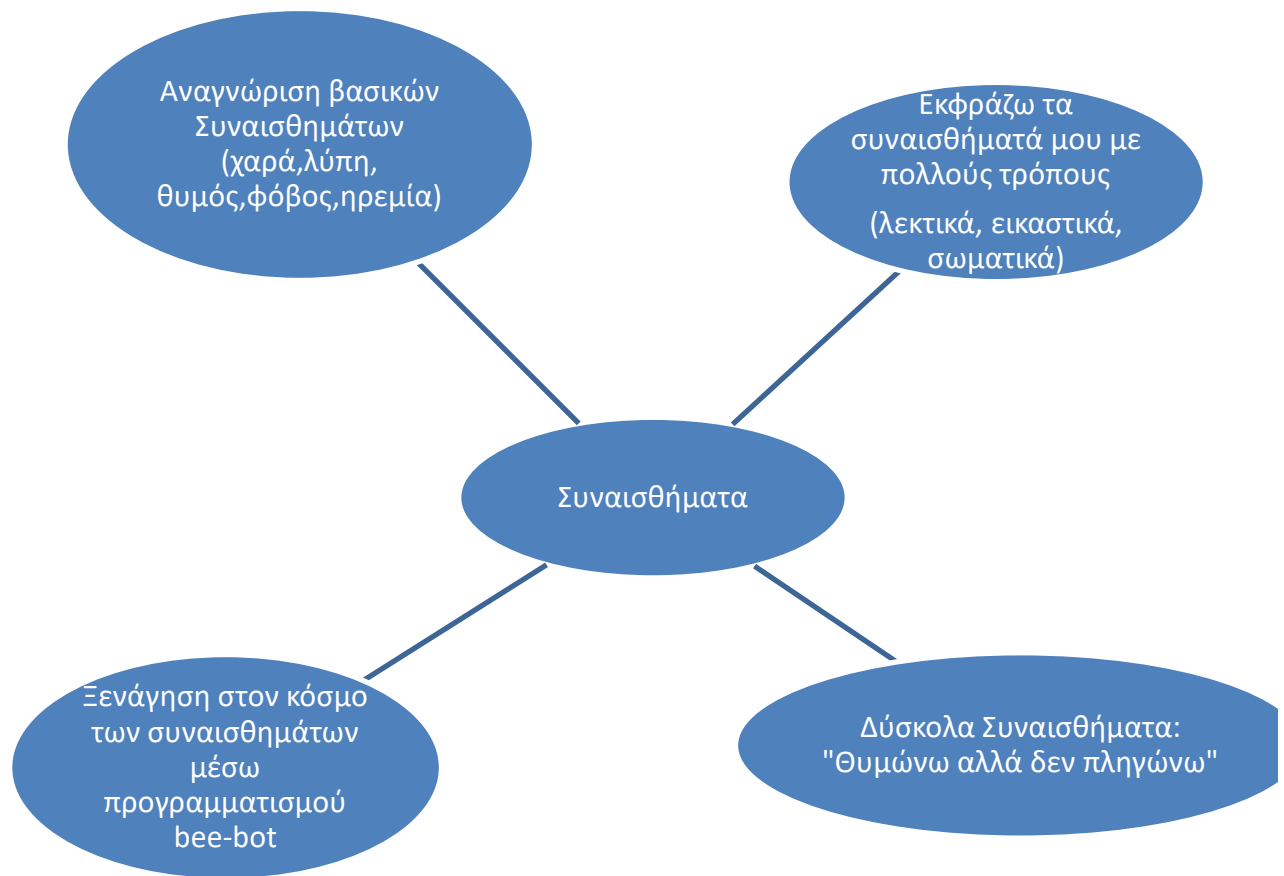 Αναγνώριση βασικών
Συναισθημάτων
(χαρά,λύπη,
θυμός,φόβος,ηρεμία)
Εκφράζω τα
συναισθήματά μου με
πολλούς τρόπους
(λεκτικά, εικαστικά,
σωματικά)
Συναισθήματα
Ξενάγηση στον κόσμο
των συναισθημάτων
μέσω
προγραμματισμού
bee-bot
Δύσκολα Συναισθήματα:
"Θυμώνω αλλά δεν πληγώνω"